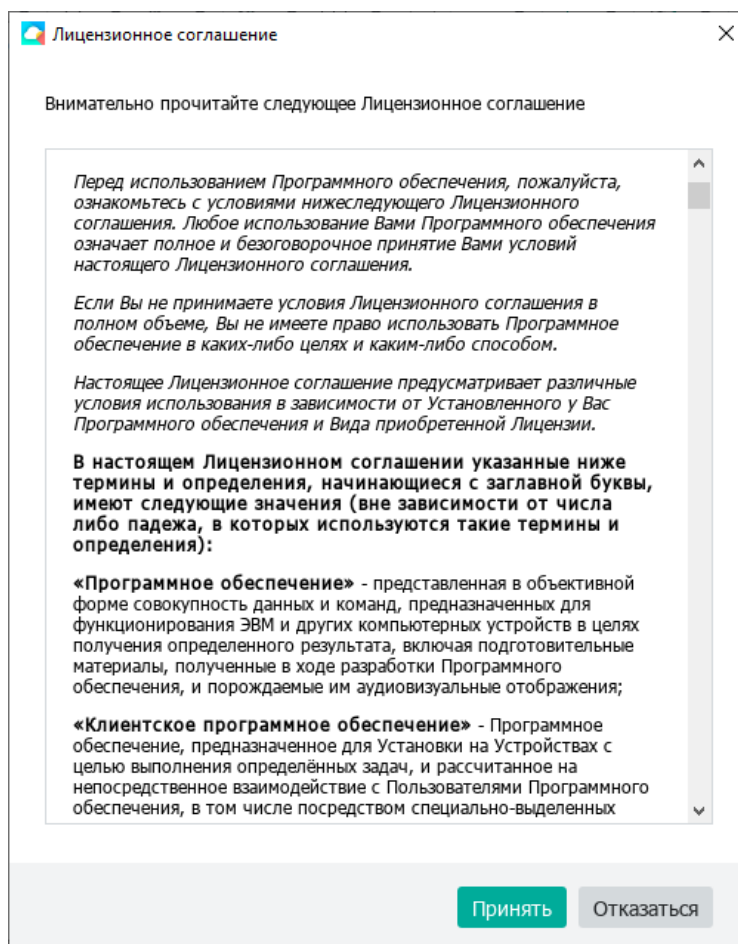 Лицензионное соглашение
Внимательно прочитайте следующее Лицензионное соглашение
Перед использованием Программного обеспечения, пожалуйста,
ознакомьтесь с условиями нижеследующего Лицензионного
соглашения. Любое использование Вами Программного обеспечения
означает полное и безоговорочное принятие Вами условий
настоящего Лицензионного соглашения.
Если Вы не принимаете условия Лицензионного соглашения в
полном объеме, Вы не имеете право использовать Программное
обеспечение в каких-либо целях и каким-либо способом.
Настоящее Лицензионное соглашение предусматривает различные
условия использования в зависимости от Установленного у Вас
Программного обеспечения и Вида приобретенной Лицензии.
В настоящем Лицензионном соглашении указанные ниже
термины и определения, начинающиеся с заглавной буквы,
имеют следующие значения (вне зависимости от числа
либо падежа, в которых используются такие термины и
определения):
«Программное обеспечение» - представленная в объективной
форме совокупность данных и команд, предназначенных для
функционирования ЭВМ и других компьютерных устройств в целях
получения определенного результата, включая подготовительные
материалы, полученные в ходе разработки Программного
обеспечения, и порождаемые им аудиовизуальные отображения;
«Клиентское программное обеспечение» - Программное
обеспечение, предназначенное для Установки на Устройствах с
целью выполнения определённых задач, и рассчитанное на
непосредственное взаимодействие с Пользователями Программного
обеспечения, в том числе посредством специально-выделенных
Принять
Отказаться